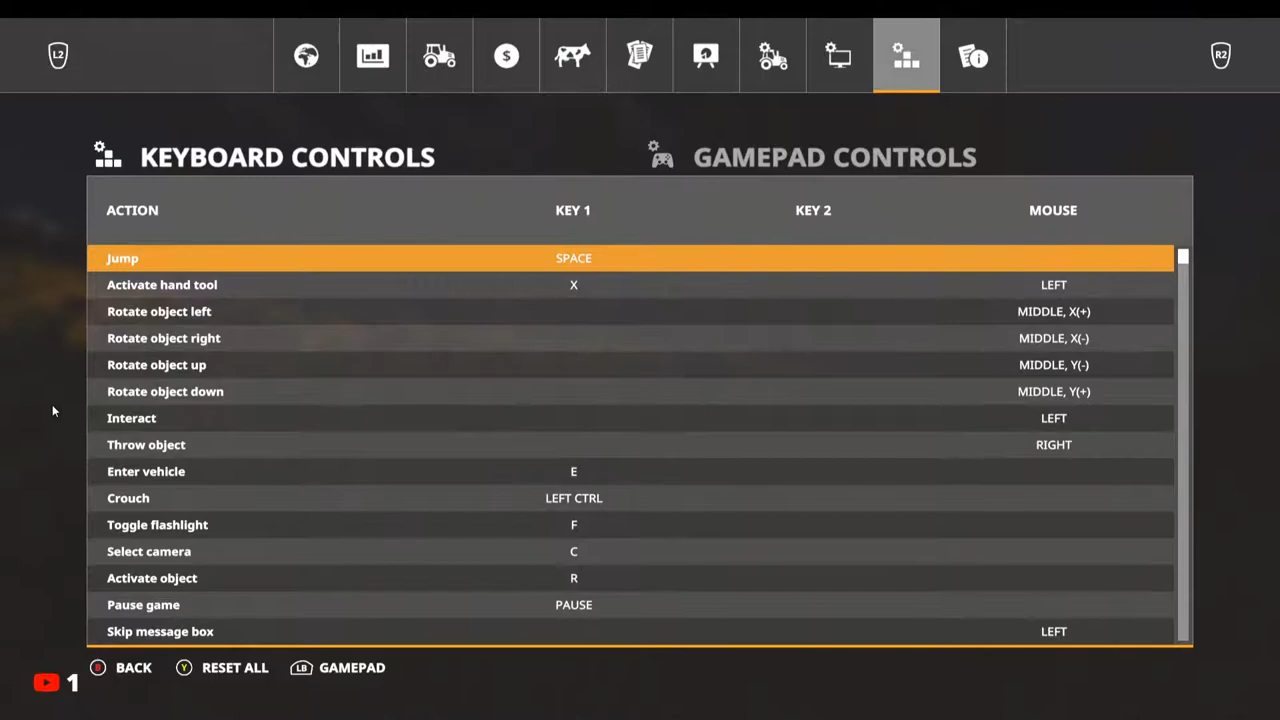 L2
R2
KEYBOARD CONTROLS
GAMEPAD CONTROLS
ACTION KEY 1 KEY 2 MOUSE
Jump SPACE
Activate hand tool X LEFT
Rotate object left MIDDLE, X(+)
Rotate object right MIDDLE, X(-)
Rotate object up MIDDLE, Y(-)
Rotate object down MIDDLE, Y(+)
Interact LEFT
Throw object RIGHT
Enter vehicle E
Crouch LEFT CTRL
Toggle flashlight F
Select camera C
Activate object R
Pause game PAUSE
Skip message box LEFT
B BACK Y RESET ALL LB GAMEPAD
1